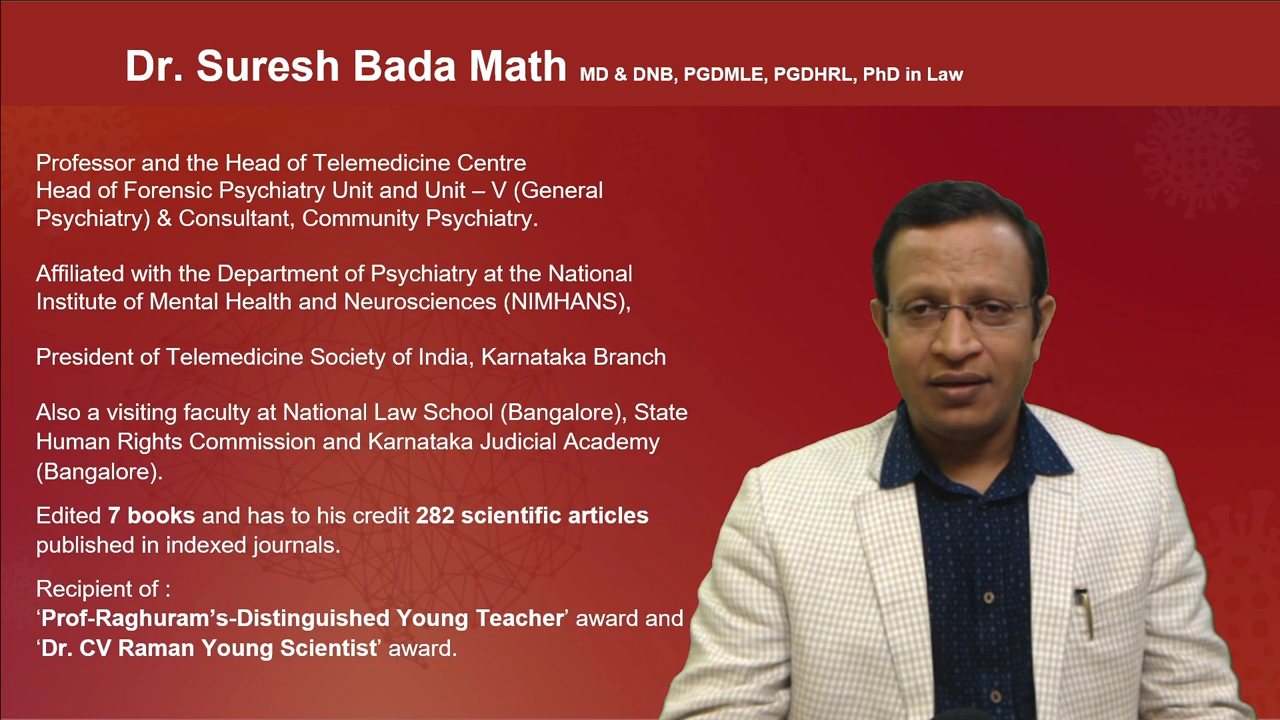 Dr. Suresh Bada Math MD & DNB, PGDMLE, PGDHRL, PhD in Law
Professor and the Head of Telemedicine Centre
Head of Forensic Psychiatry Unit and Unit – V (General
Psychiatry) & Consultant, Community Psychiatry.
Affiliated with the Department of Psychiatry at the National
Institute of Mental Health and Neurosciences (NIMHANS),
President of Telemedicine Society of India, Karnataka Branch
Also a visiting faculty at National Law School (Bangalore), State
Human Rights Commission and Karnataka Judicial Academy
(Bangalore).
Edited 7 books and has to his credit 282 scientific articles
published in indexed journals.
Recipient of :
‘Prof-Raghuram’s-Distinguished Young Teacher’ award and
‘Dr. CV Raman Young Scientist’ award.